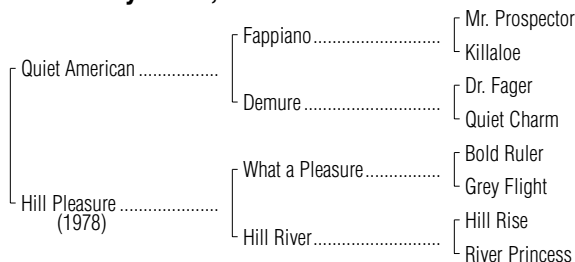 Mr. Prospector
Fappiano
Killaloe
Quiet American
Dr. Fager
Demure
Quiet Charm
Bold Ruler
What a Pleasure
Grey Flight
Hill Pleasure
(1978)
Hill Rise
Hill River
River Princess